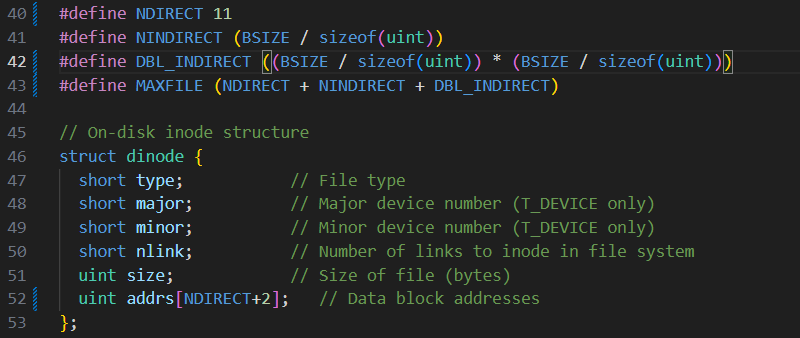 40 #define NDIRECT 11
41 #define NINDIRECT (BSIZE / sizeof(uint))
42 #define DBL_INDIRECT ((BSIZE / sizeof(uint)) * (BSIZE / sizeof(uint)))
43 #define MAXFILE (NDIRECT + NINDIRECT + DBL_INDIRECT)
44
45 // On-disk inode structure
46 struct dinode {
47   short type;           // File type
48   short major;          // Major device number (T_DEVICE only)
49   short minor;          // Minor device number (T_DEVICE only)
50   short nlink;          // Number of links to inode in file system
51   uint size;            // Size of file (bytes)
52   uint addrs[NDIRECT+2];   // Data block addresses
53 };